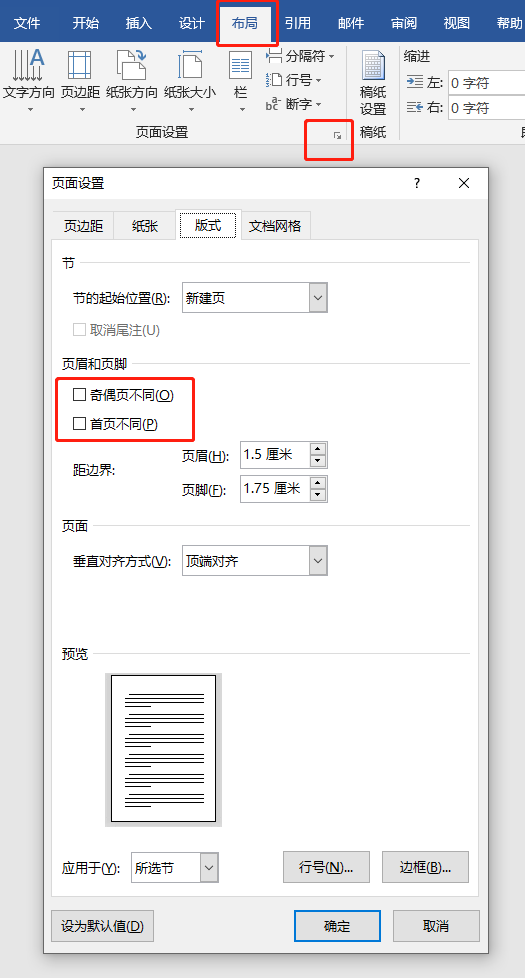 文件 开始 插入 设计 布局 引用 邮件 审阅 视图 帮助
文字方向 页边距 纸张方向 纸张大小 栏
分隔符
行号
断字
页面设置
稿纸
设置
稿纸
缩进
左: 0 字符
右: 0 字符
页面设置 ? ×
页边距 纸张 版式 文档网格
节
节的起始位置(R): 新建页
取消尾注(U)
页眉和页脚
奇偶页不同(O)
首页不同(P)
距边界:
页眉(H): 1.5 厘米
页脚(F): 1.75 厘米
页面
垂直对齐方式(V): 顶端对齐
预览
应用于(Y): 所选节 行号(N)... 边框(B)...
设为默认值(D) 确定 取消